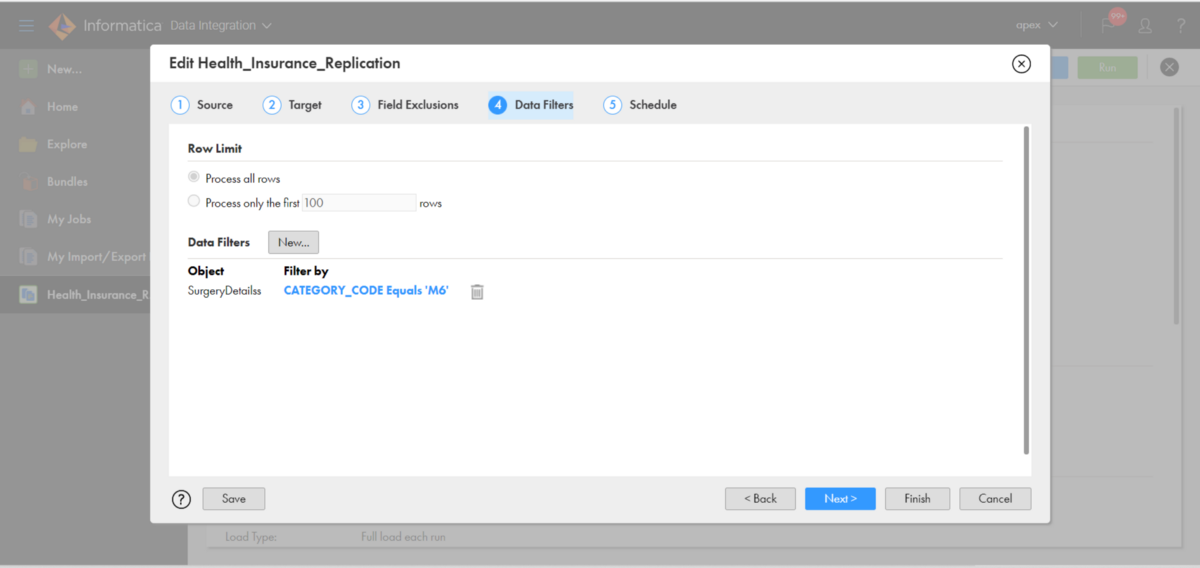 Informatica Data Integration
apex
99+
?
New...
Home
Explore
Bundles
My Jobs
My Import/Export
Health_Insurance_R
Run
Edit Health_Insurance_Replication
1 Source 2 Target 3 Field Exclusions 4 Data Filters 5 Schedule
Row Limit
Process all rows
Process only the first 100 rows
Data Filters New...
Object Filter by
SurgeryDetailss CATEGORY_CODE Equals 'M6'
? Save < Back Next > Finish Cancel
Load Type: Full load each run